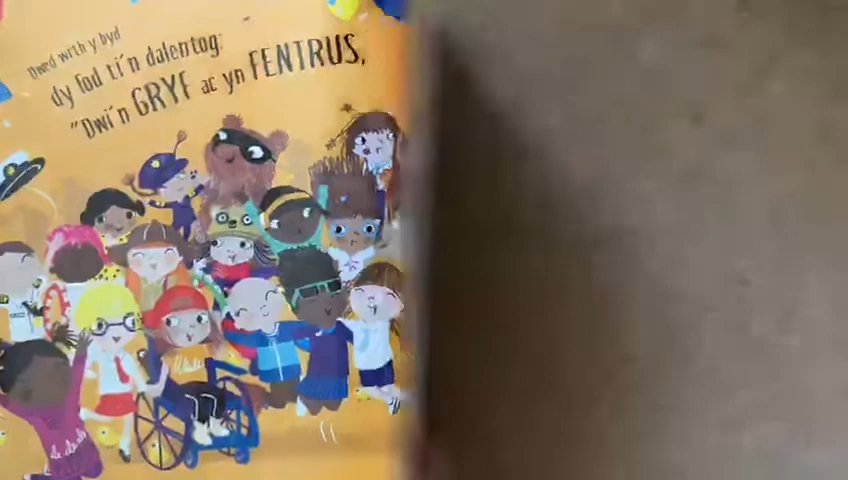 Dwed wrth y byd
dy fod ti'n dalentog:
"Dwi'n GRYF ac yn FENTRUS,